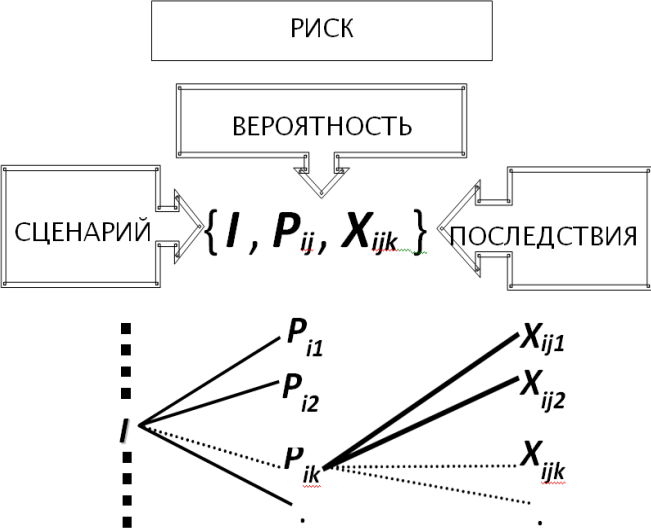 РИСК
ВЕРОЯТНОСТЬ
СЦЕНАРИЙ
{ I , Pij, Xijk }
ПОСЛЕДСТВИЯ
Pi1
Xij1
Pi2
Xij2
I
Pik
Xijk
.
.